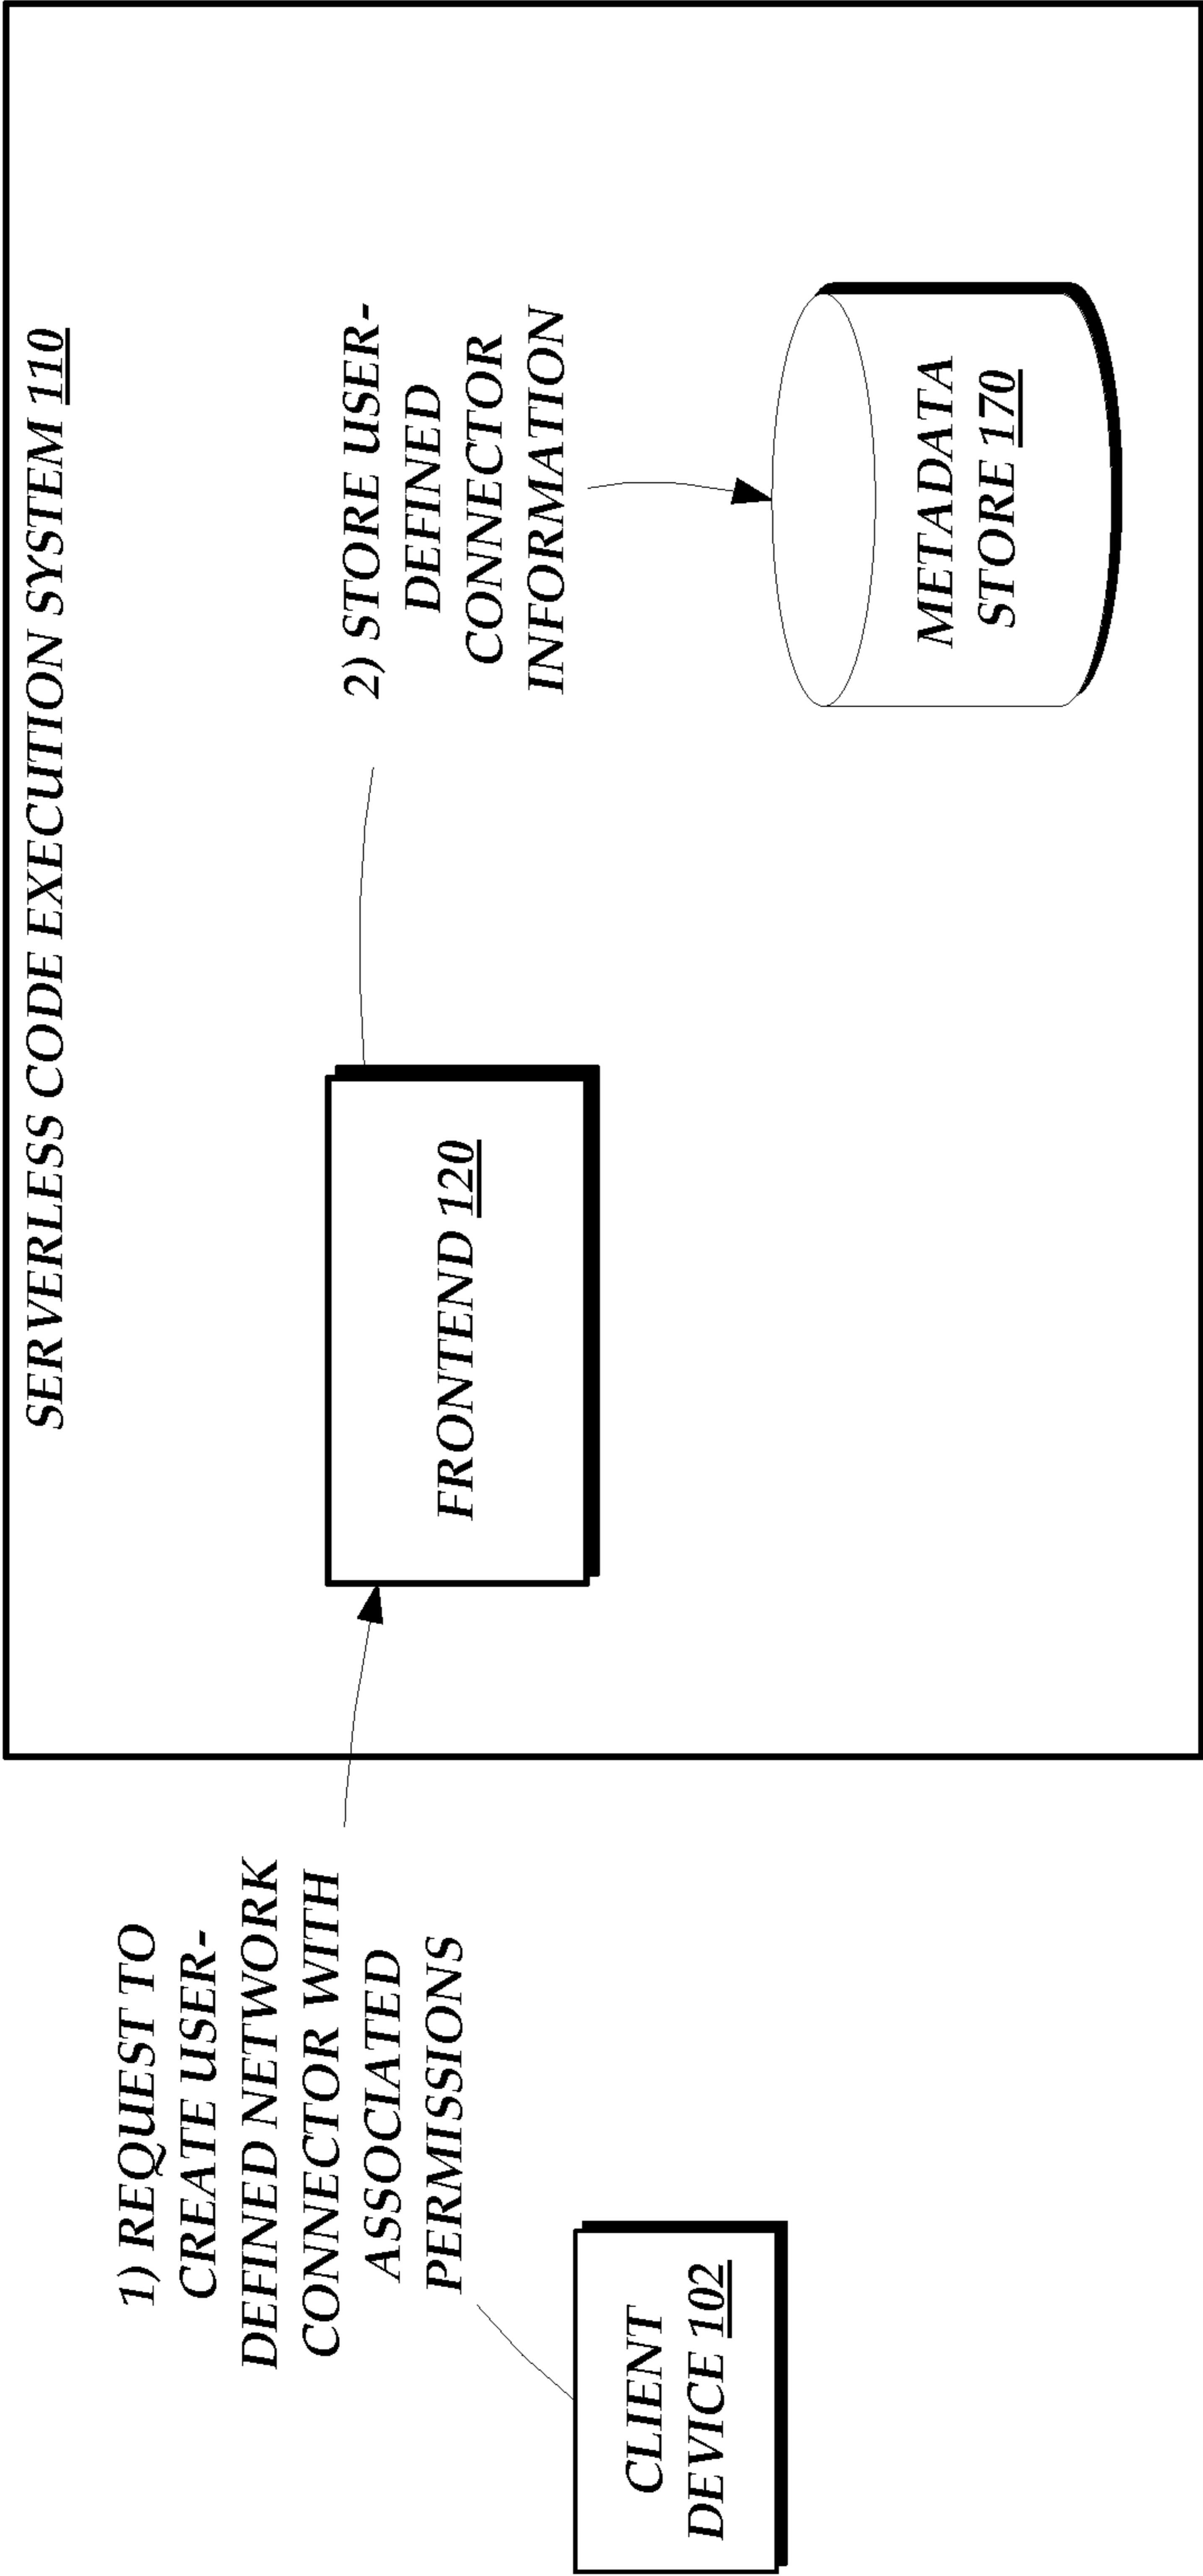 SERVERLESS CODE EXECUTION SYSTEM 110
1) REQUEST TO
CREATE USER-
DEFINED NETWORK
CONNECTOR WITH
ASSOCIATED
PERMISSIONS
CLIENT
DEVICE 102
FRONTEND 120
2) STORE USER-
DEFINED
CONNECTOR
INFORMATION
METADATA
STORE 170